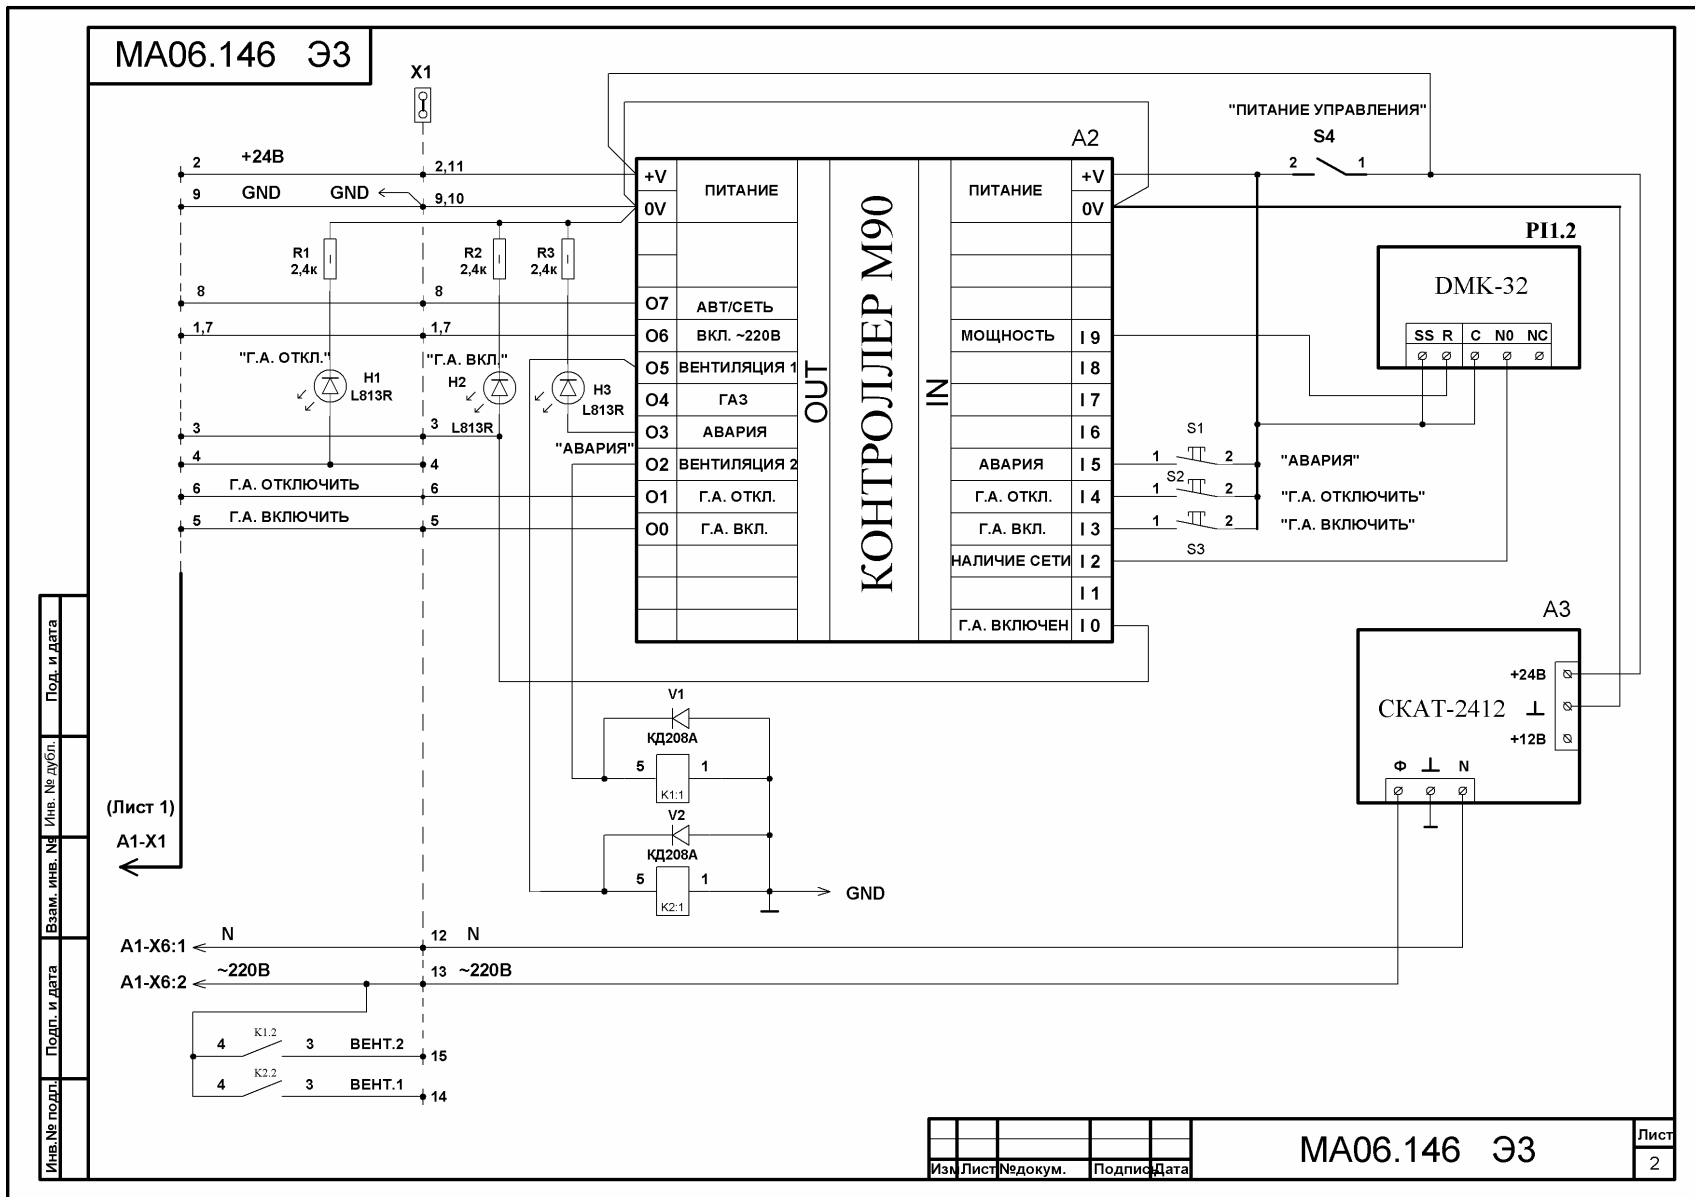 МА06.146 Э3
X1
"ПИТАНИЕ УПРАВЛЕНИЯ"
S4
2 1
A2
2 +24В 2,11
9 GND GND 9,10
+V ПИТАНИЕ ПИТАНИЕ +V
0V 0V
КОНТРОЛЛЕР М90
OUT
IN
R1
2,4к
R2
2,4к
R3
2,4к
8 8
O7 АВТ/СЕТЬ
1,7 1,7
O6 ВКЛ. ~220В МОЩНОСТЬ I 9
"Г.А. ОТКЛ." "Г.А. ВКЛ."
O5 ВЕНТИЛЯЦИЯ 1 I 8
H1
L813R
H2
L813R
H3
L813R
O4 ГАЗ I 7
3 3
O3 АВАРИЯ I 6
"АВАРИЯ"
4 4
O2 ВЕНТИЛЯЦИЯ 2 АВАРИЯ I 5
6 Г.А. ОТКЛЮЧИТЬ 6
O1 Г.А. ОТКЛ. Г.А. ОТКЛ. I 4
5 Г.А. ВКЛЮЧИТЬ 5
O0 Г.А. ВКЛ. Г.А. ВКЛ. I 3
НАЛИЧИЕ СЕТИ I 2
I 1
Г.А. ВКЛЮЧЕН I 0
PI1.2
DMK-32
SS R C N0 NC
S1
1 2 "АВАРИЯ"
S2
1 2 "Г.А. ОТКЛЮЧИТЬ"
1 2 "Г.А. ВКЛЮЧИТЬ"
S3
A3
+24В
СКАТ-2412
+12В
Ф N
V1
КД208А
5 1
K1:1
V2
КД208А
5 1
K2:1
GND
(Лист 1)
А1-Х1
А1-Х6:1 N 12 N
А1-Х6:2 ~220В 13 ~220В
K1.2
4 3 ВЕНТ.2 15
K2.2
4 3 ВЕНТ.1 14
Под. и дата
Инв. № дубл.
Взам. инв. №
Подп. и дата
Инв.№ подл.
Изм Лист №докум. Подпис Дата
МА06.146 Э3
Лист
2